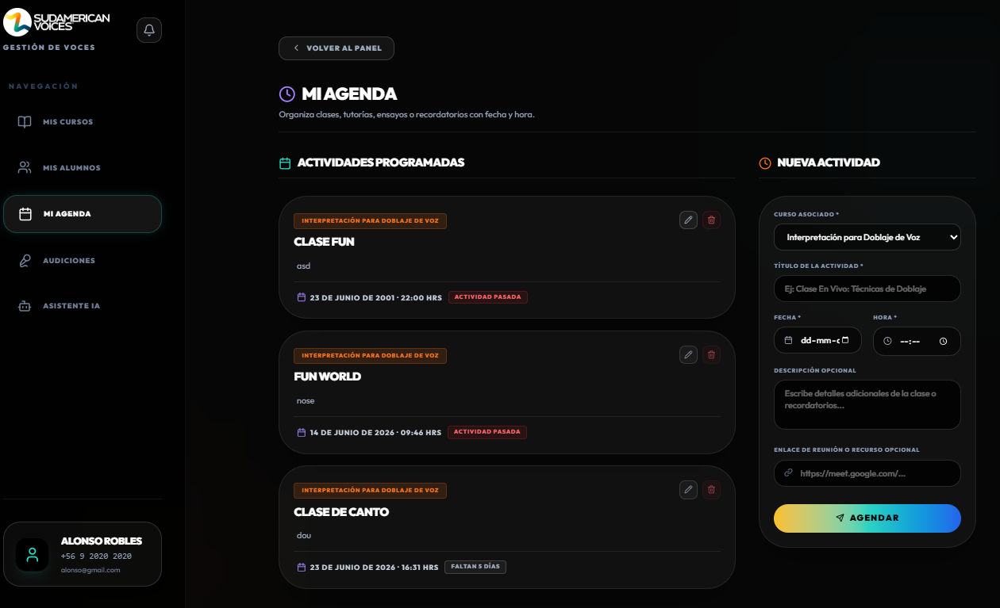 SUDAMERICAN
VOICES
GESTIÓN DE VOCES
NAVEGACIÓN
MIS CURSOS
MIS ALUMNOS
MI AGENDA
AUDICIONES
ASISTENTE IA
ALONSO ROBLES
+56 9 2020 2020
alonso@gmail.com
VOLVER AL PANEL
MI AGENDA
Organiza clases, tutorías, ensayos o recordatorios con fecha y hora.
ACTIVIDADES PROGRAMADAS
INTERPRETACIÓN PARA DOBLAJE DE VOZ
CLASE FUN
asd
23 DE JUNIO DE 2001 · 22:00 HRS ACTIVIDAD PASADA
INTERPRETACIÓN PARA DOBLAJE DE VOZ
FUN WORLD
nose
14 DE JUNIO DE 2026 · 09:46 HRS ACTIVIDAD PASADA
INTERPRETACIÓN PARA DOBLAJE DE VOZ
CLASE DE CANTO
dou
23 DE JUNIO DE 2026 · 16:31 HRS FALTAN 5 DÍAS
NUEVA ACTIVIDAD
CURSO ASOCIADO *
Interpretación para Doblaje de Voz
TÍTULO DE LA ACTIVIDAD *
Ej: Clase En Vivo: Técnicas de Doblaje
FECHA * HORA *
dd-mm- --:--
DESCRIPCIÓN OPCIONAL
Escribe detalles adicionales de la clase o
recordatorios...
ENLACE DE REUNIÓN O RECURSO OPCIONAL
https://meet.google.com/...
AGENDAR